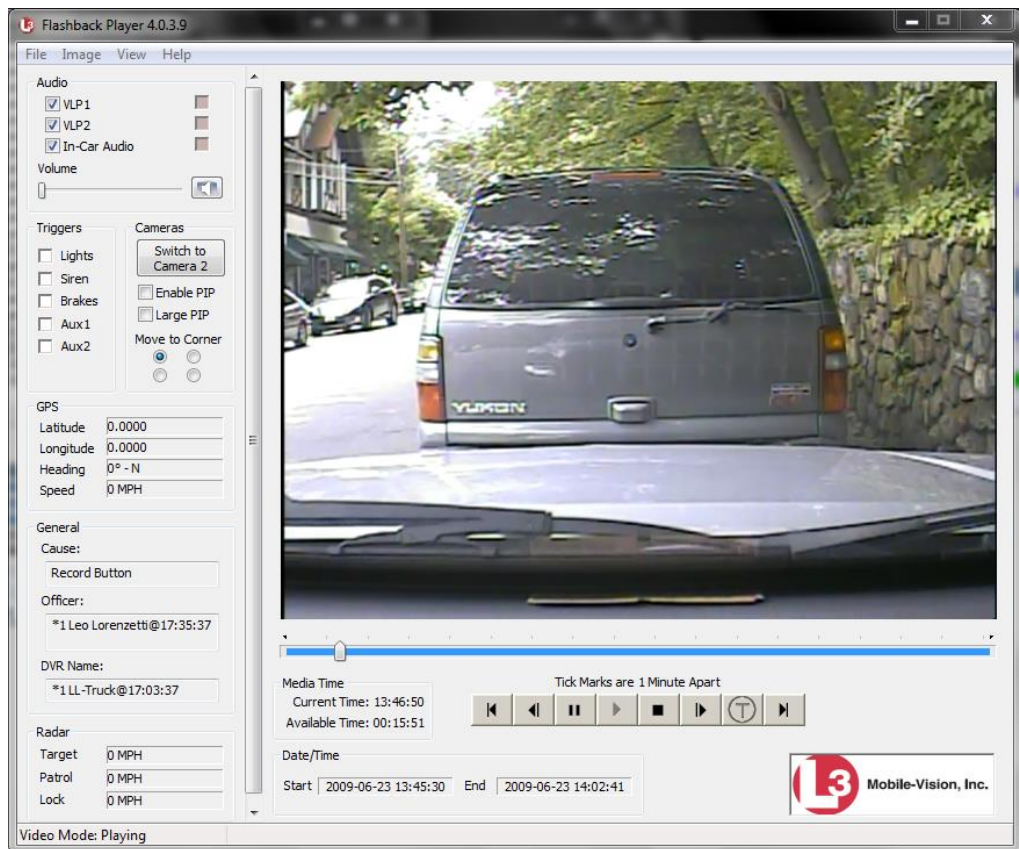 Flashback Player 4.0.3.9
File Image View Help
Audio
VLP1
VLP2
In-Car Audio
Volume
Triggers
Lights
Siren
Brakes
Aux1
Aux2
Cameras
Switch to
Camera 2
Enable PIP
Large PIP
Move to Corner
GPS
Latitude 0.0000
Longitude 0.0000
Heading 0° - N
Speed 0 MPH
General
Cause:
Record Button
Officer:
*1 Leo Lorenzetti@17:35:37
DVR Name:
*1 LL-Truck@17:03:37
Radar
Target 0 MPH
Patrol 0 MPH
Lock 0 MPH
Video Mode: Playing
YUKON
Media Time
Current Time: 13:46:50
Available Time: 00:15:51
Tick Marks are 1 Minute Apart
T
Date/Time
Start 2009-06-23 13:45:30 End 2009-06-23 14:02:41
L3 Mobile-Vision, Inc.